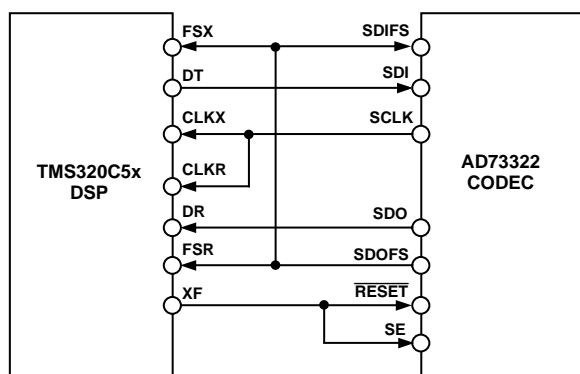 FSX
SDIFS
DT
SDI
CLKX
SCLK
TMS320C5x
DSP
CLKR
AD73322
CODEC
DR
SDO
FSR
SDOFS
XF
RESET
SE